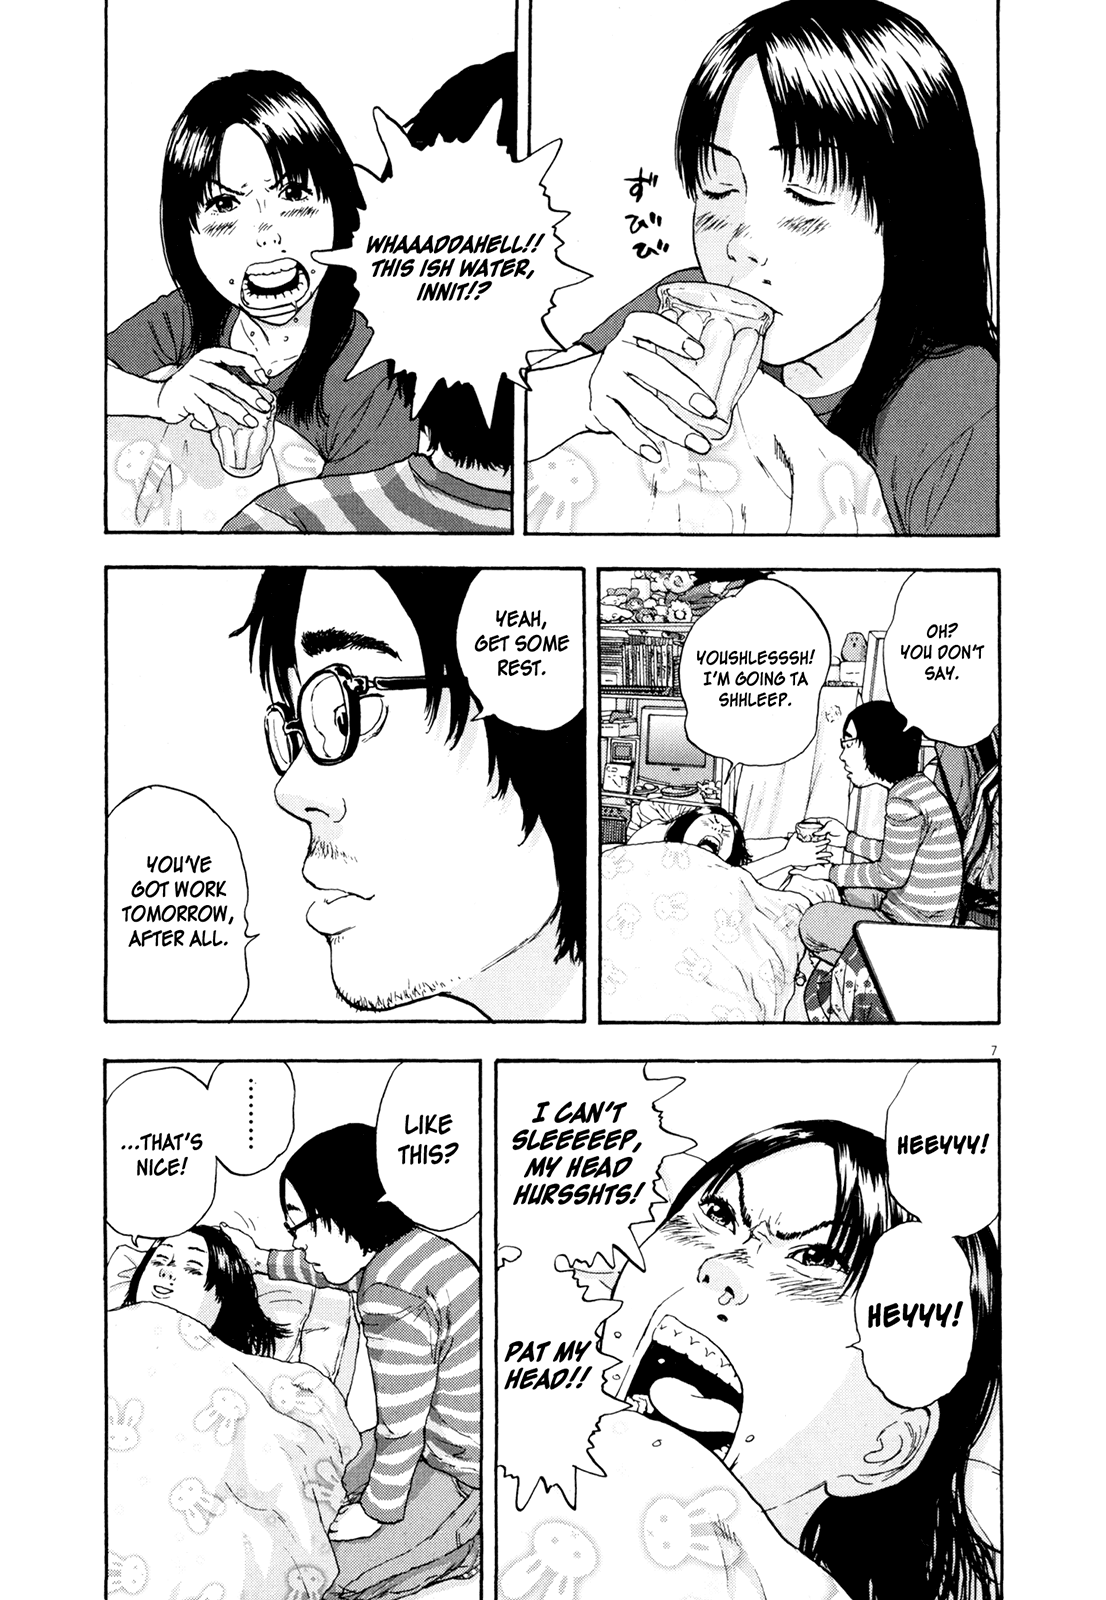 ずびび
WHAAADDAHELL!!
THIS ISH WATER,
INNIT!?
OH?
YOU DON'T
SAY.
YOUSHLESSSH!
I'M GOING TA
SHHLEEP.
YEAH,
GET SOME
REST.
YOU'VE
GOT WORK
TOMORROW,
AFTER ALL.
7
HEEYYY!
HEYYY!
I CAN'T
SLEEEEEP,
MY HEAD
HURSSHTS!
PAT MY
HEAD!!
LIKE
THIS?
.........
...THAT'S
NICE!